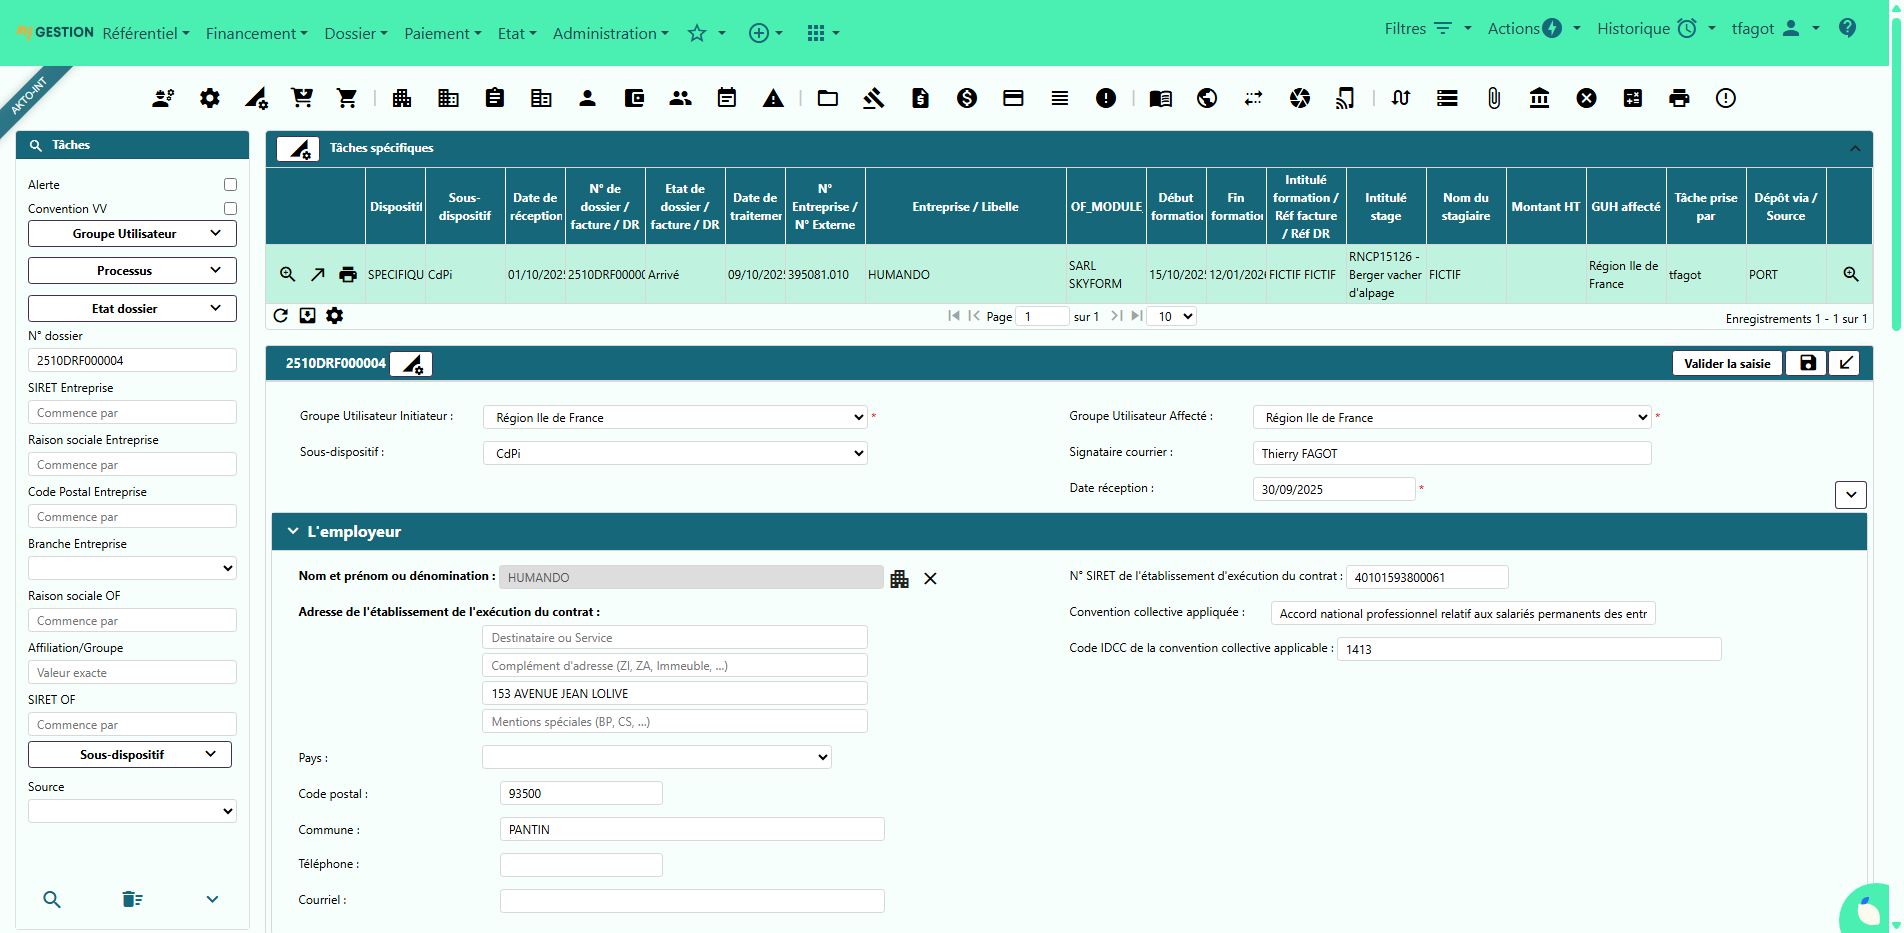 My GESTION
Référentiel
Financement
Dossier
Paiement
Etat
Administration
Filtres
Actions
Historique
tfagot
AKTO-INT
Tâches
Alerte
Convention VV
Groupe Utilisateur
Processus
Etat dossier
N° dossier
2510DRF000004
SIRET Entreprise
Commence par
Raison sociale Entreprise
Commence par
Code Postal Entreprise
Commence par
Branche Entreprise
Raison sociale OF
Commence par
Affiliation/Groupe
Valeur exacte
SIRET OF
Commence par
Sous-dispositif
Source
Tâches spécifiques
Dispositif
Sous-dispositif
Date de réception
N° de dossier / facture / DR
Etat de dossier / facture / DR
Date de traitemer
N° Entreprise / N° Externe
Entreprise / Libelle
OF_MODULE_
Début formation
Fin formation
Intitulé formation / Réf facture / Réf DR
Intitulé stage
Nom du stagiaire
Montant HT
GUH affecté
Tâche prise par
Dépôt via / Source
SPECIFIQU
CdPi
01/10/202
2510DRF0000
Arrivé
09/10/202
395081.010
HUMANDO
SARL SKYFORM
15/10/202
12/01/202
FICTIF FICTIF
RNCP15126 - Berger vacher d'alpage
FICTIF
Région Ile de France
tfagot
PORT
Page 1 sur 1
10
Enregistrements 1 - 1 sur 1
2510DRF000004
Valider la saisie
Groupe Utilisateur Initiateur :
Région Ile de France
*
Groupe Utilisateur Affecté :
Région Ile de France
*
Sous-dispositif :
CdPi
Signataire courrier :
Thierry FAGOT
Date réception :
30/09/2025
*
L'employeur
Nom et prénom ou dénomination :
HUMANDO
N° SIRET de l'établissement d'exécution du contrat :
40101593800061
Adresse de l'établissement de l'exécution du contrat :
Convention collective appliquée :
Accord national professionnel relatif aux salariés permanents des entr
Destinataire ou Service
Code IDCC de la convention collective applicable :
1413
Complément d'adresse (ZI, ZA, Immeuble, ...)
153 AVENUE JEAN LOLIVE
Mentions spéciales (BP, CS, ...)
Pays :
Code postal :
93500
Commune :
PANTIN
Téléphone :
Courriel :